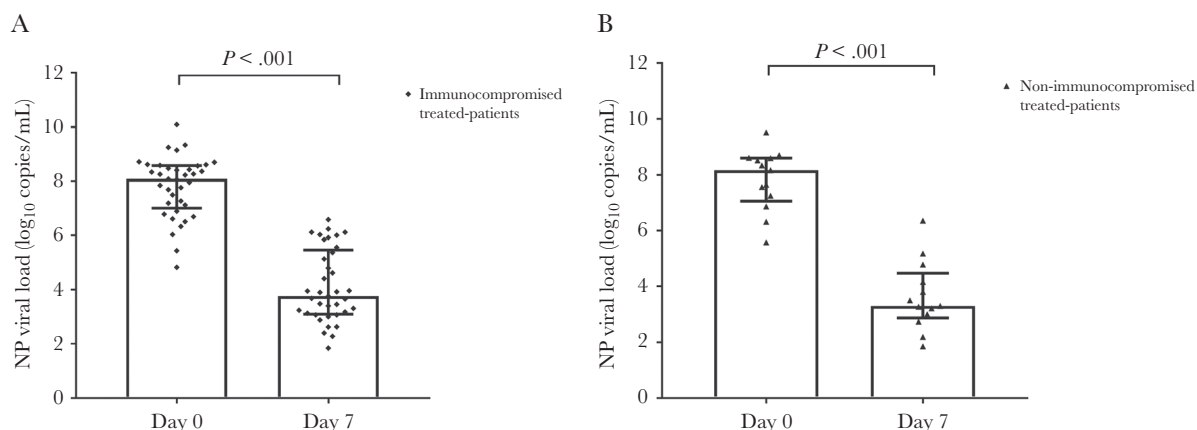 A
P < .001
12
10
8
6
4
2
0
NP viral load (log10 copies/mL)
Immunocompromised
treated-patients
Day 0
Day 7
B
P < .001
12
10
8
6
4
2
0
NP viral load (log10 copies/mL)
Non-immunocompromised
treated-patients
Day 0
Day 7